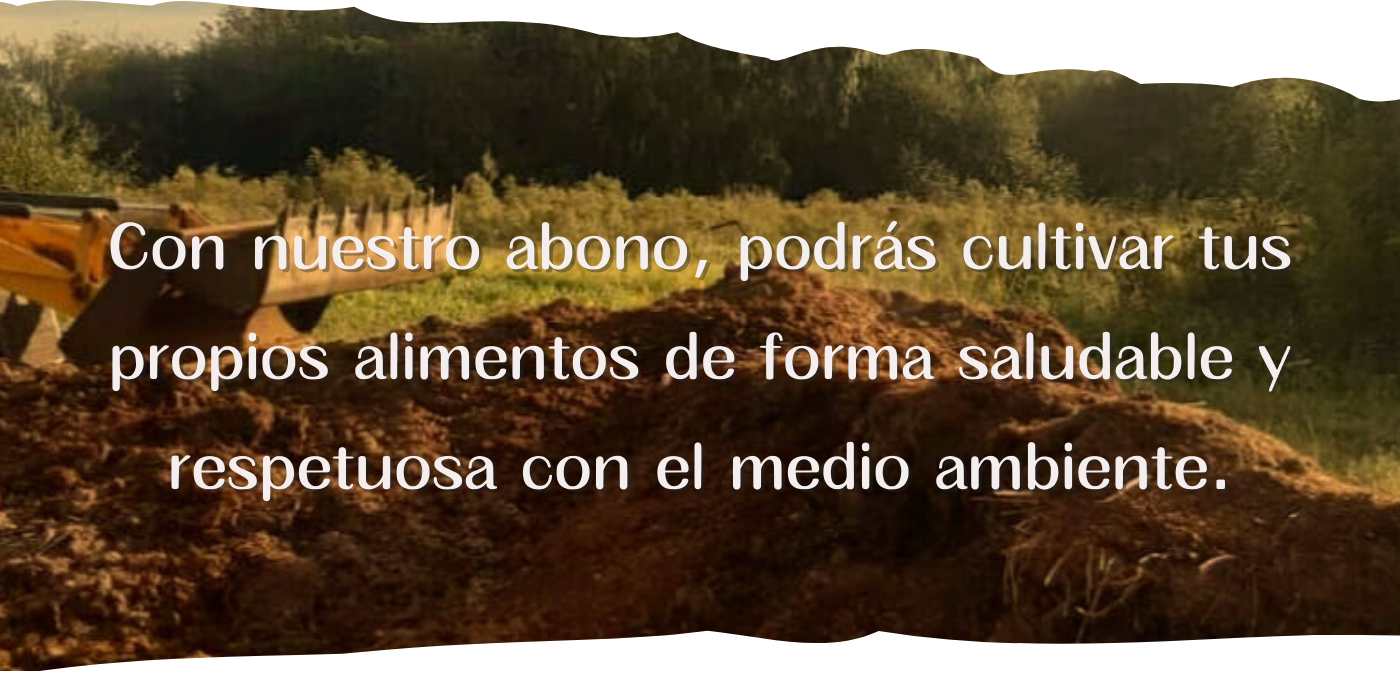 Con nuestro abono, podrás cultivar tus
propios alimentos de forma saludable y
respetuosa con el medio ambiente.